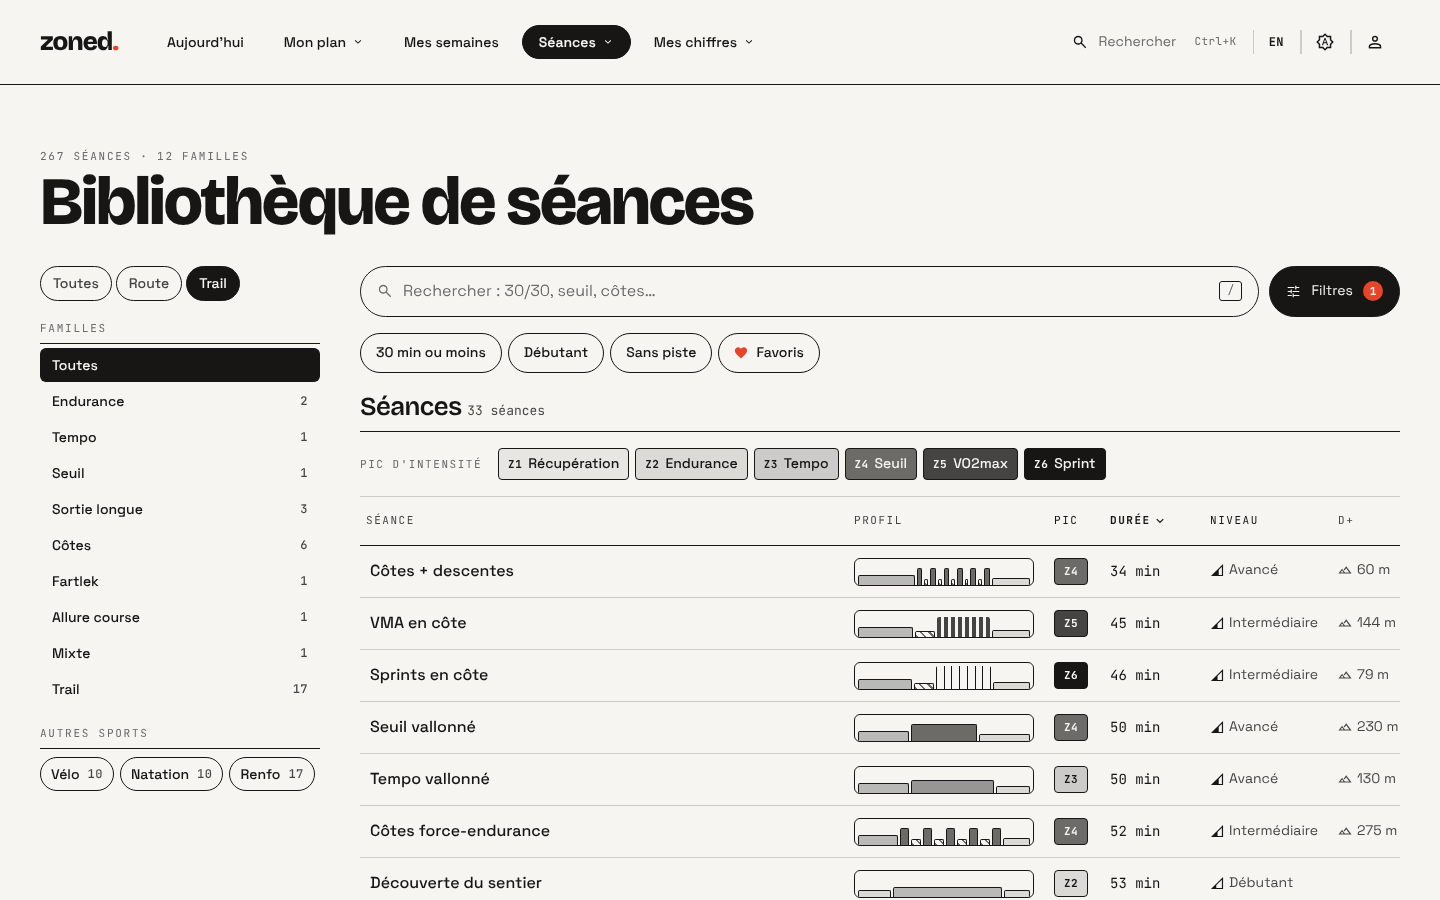 zoned.
Aujourd'hui
Mon plan
Mes semaines
Séances
Mes chiffres
Rechercher Ctrl+K
EN
267 SÉANCES · 12 FAMILLES
Bibliothèque de séances
Toutes
Route
Trail
FAMILLES
Toutes
Endurance 2
Tempo 1
Seuil 1
Sortie longue 3
Côtes 6
Fartlek 1
Allure course 1
Mixte 1
Trail 17
AUTRES SPORTS
Vélo 10
Natation 10
Renfo 17
Rechercher : 30/30, seuil, côtes... /
Filtres 1
30 min ou moins
Débutant
Sans piste
Favoris
Séances 33 séances
PIC D'INTENSITÉ
Z1 Récupération
Z2 Endurance
Z3 Tempo
Z4 Seuil
Z5 VO2max
Z6 Sprint
SÉANCE PROFIL PIC DURÉE NIVEAU D+
Côtes + descentes Z4 34 min Avancé 60 m
VMA en côte Z5 45 min Intermédiaire 144 m
Sprints en côte Z6 46 min Intermédiaire 79 m
Seuil vallonné Z4 50 min Avancé 230 m
Tempo vallonné Z3 50 min Avancé 130 m
Côtes force-endurance Z4 52 min Intermédiaire 275 m
Découverte du sentier Z2 53 min Débutant